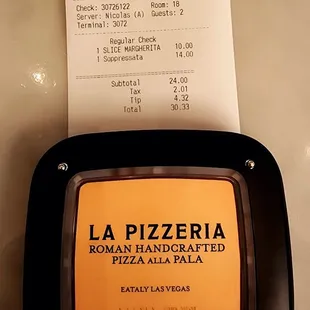 Check: 30726122 Room: 18
Server: Nicolas (A) Guests: 2
Terminal: 3072
Regular Check
1 SLICE MARGHERITA 10.00
1 Soppressata 14.00
Subtotal 24.00
Tax 2.01
Tip 4.32
Total 30.33
LA PIZZERIA
ROMAN HANDCRAFTED
PIZZA ALLA PALA
EATALY LAS VEGAS